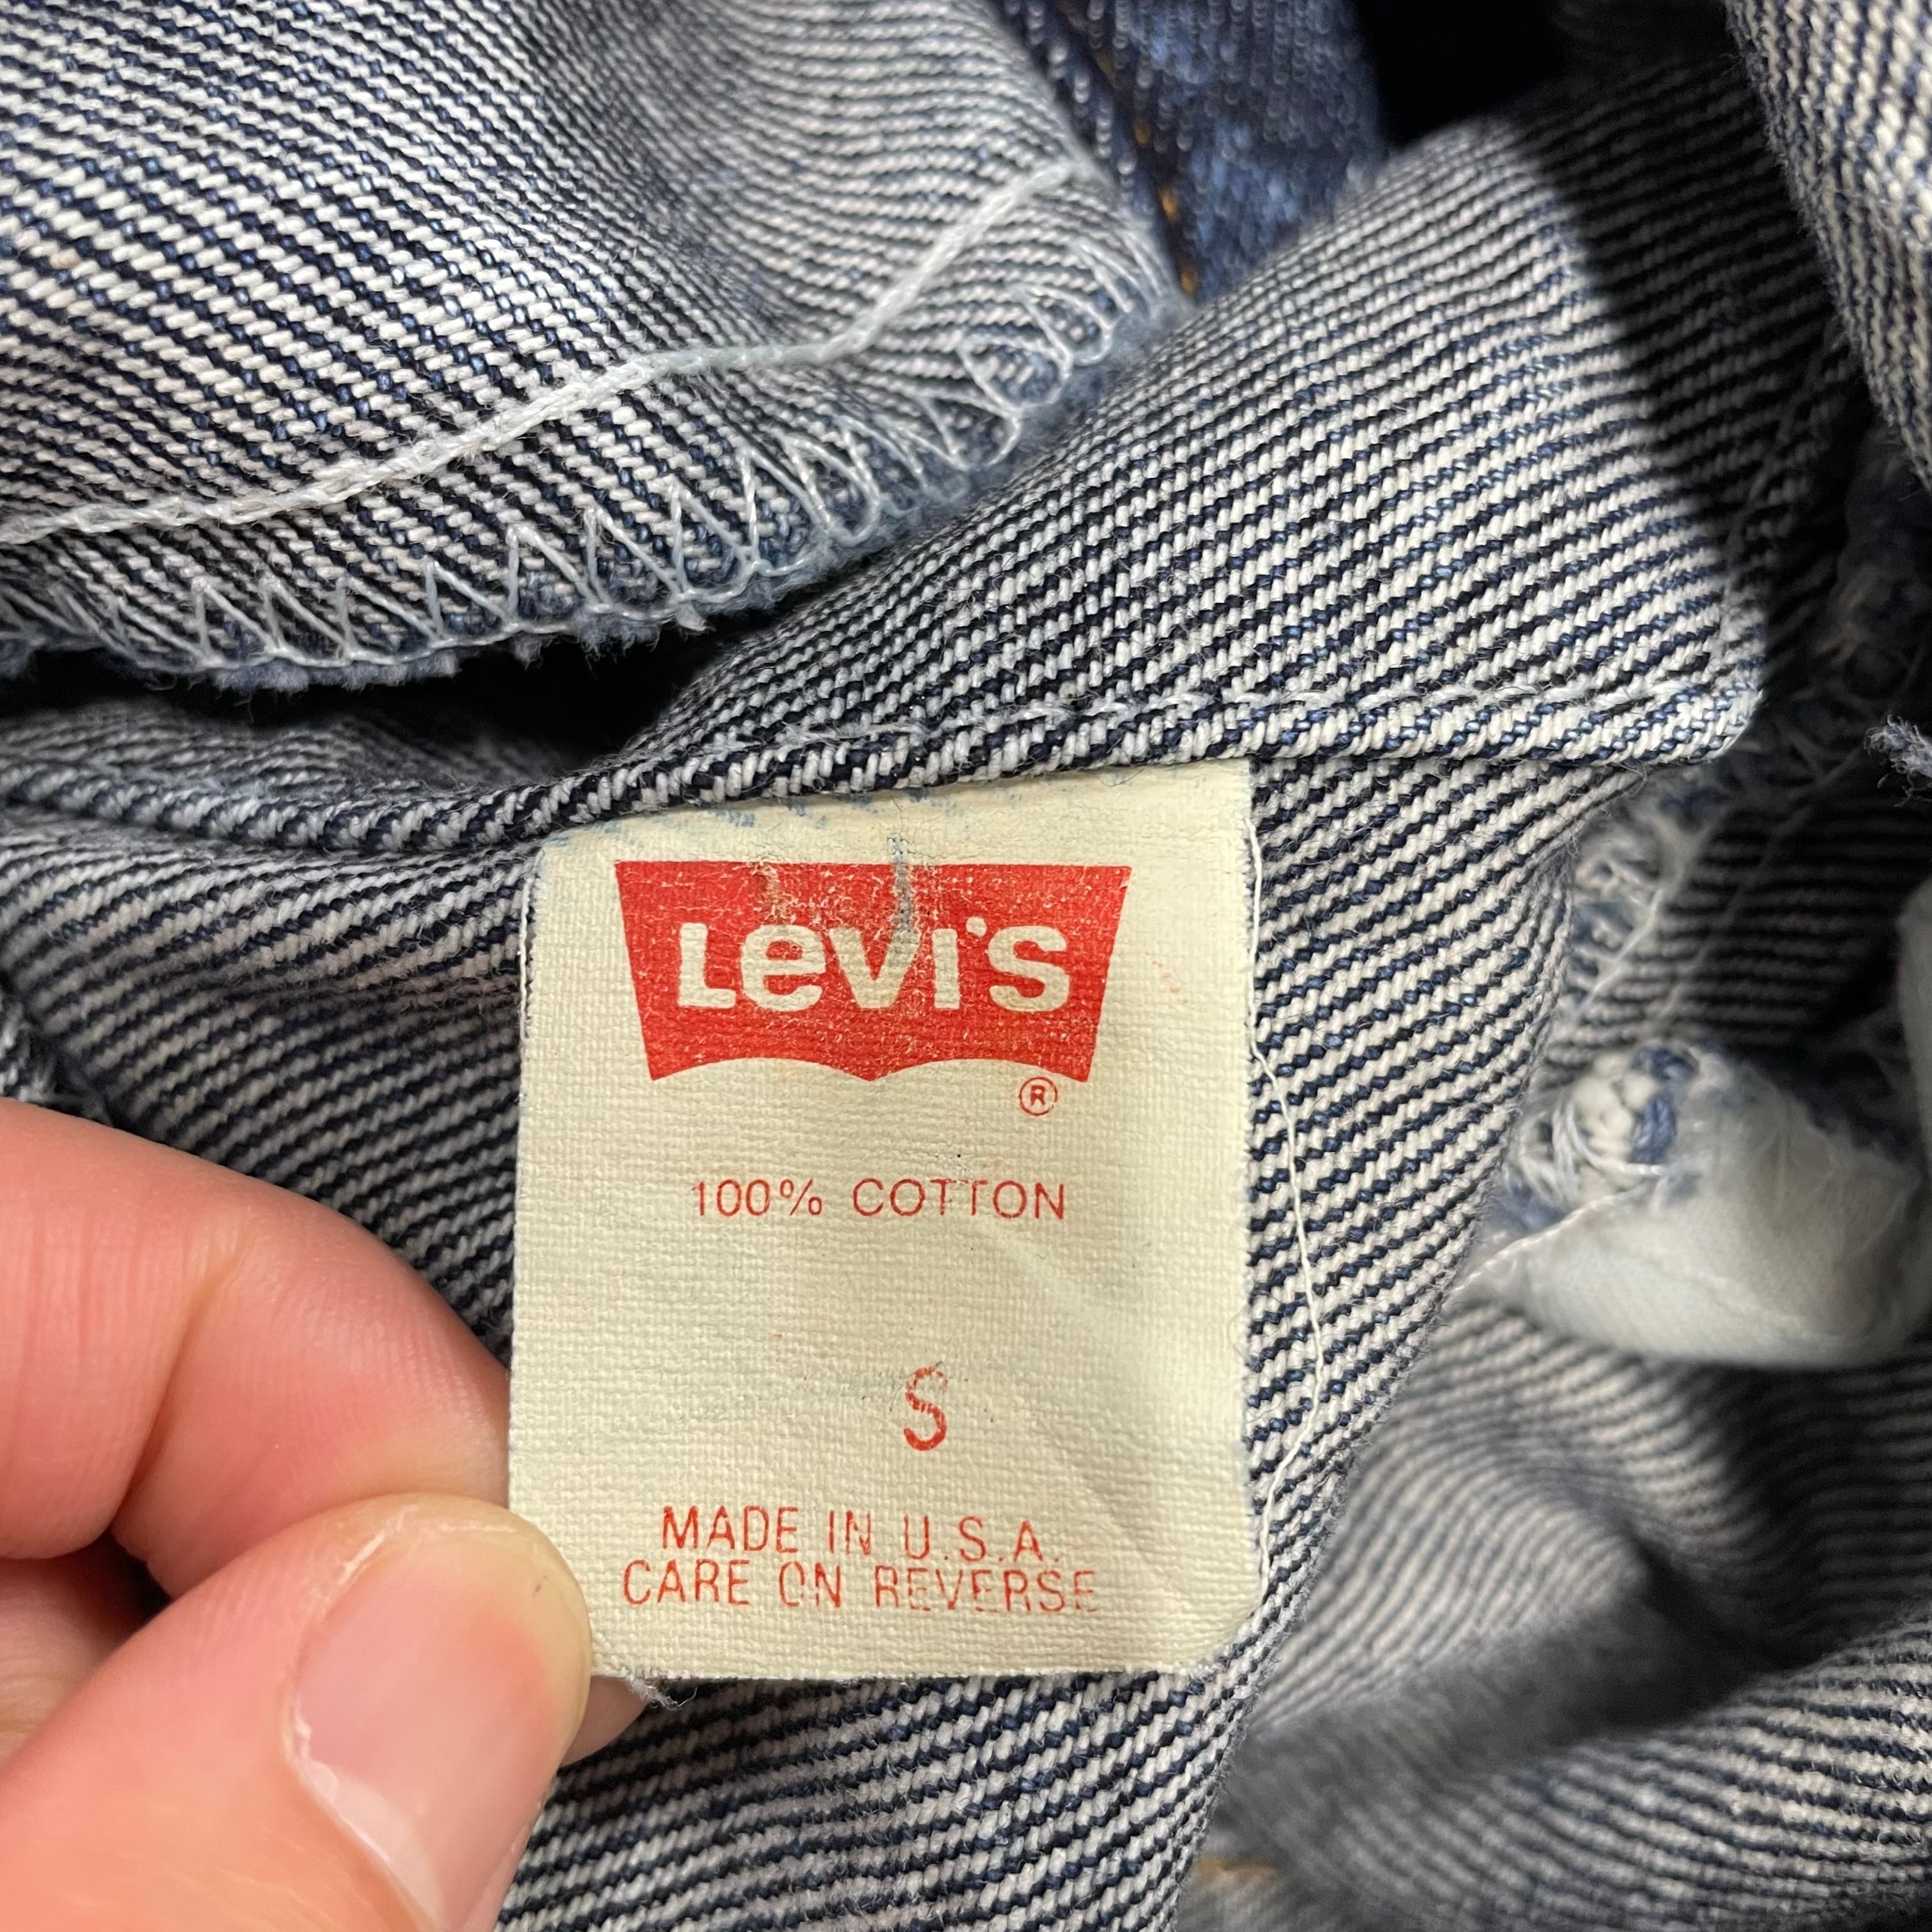 Levi's
®
100% COTTON
S
MADE IN U.S.A.
CARE ON REVERSE